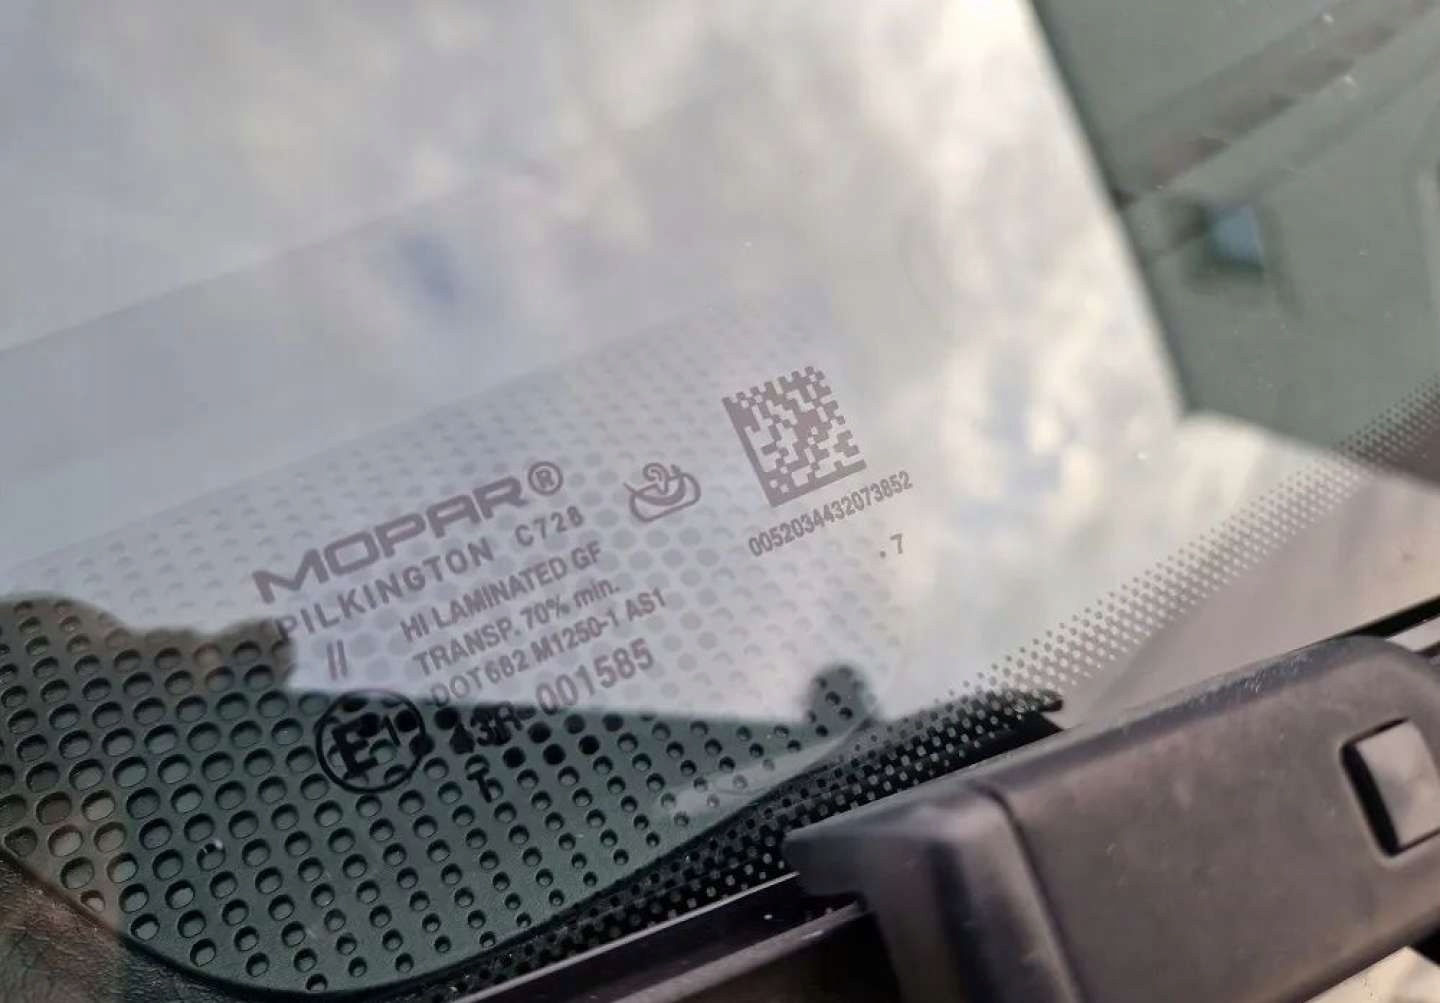 MOPAR®
PILKINGTON C728
// HI LAMINATED GF
TRANSP. 70% min.
DOT682 M1250-1 AS1
E1 43R-001585
T
0052034432073852
.7